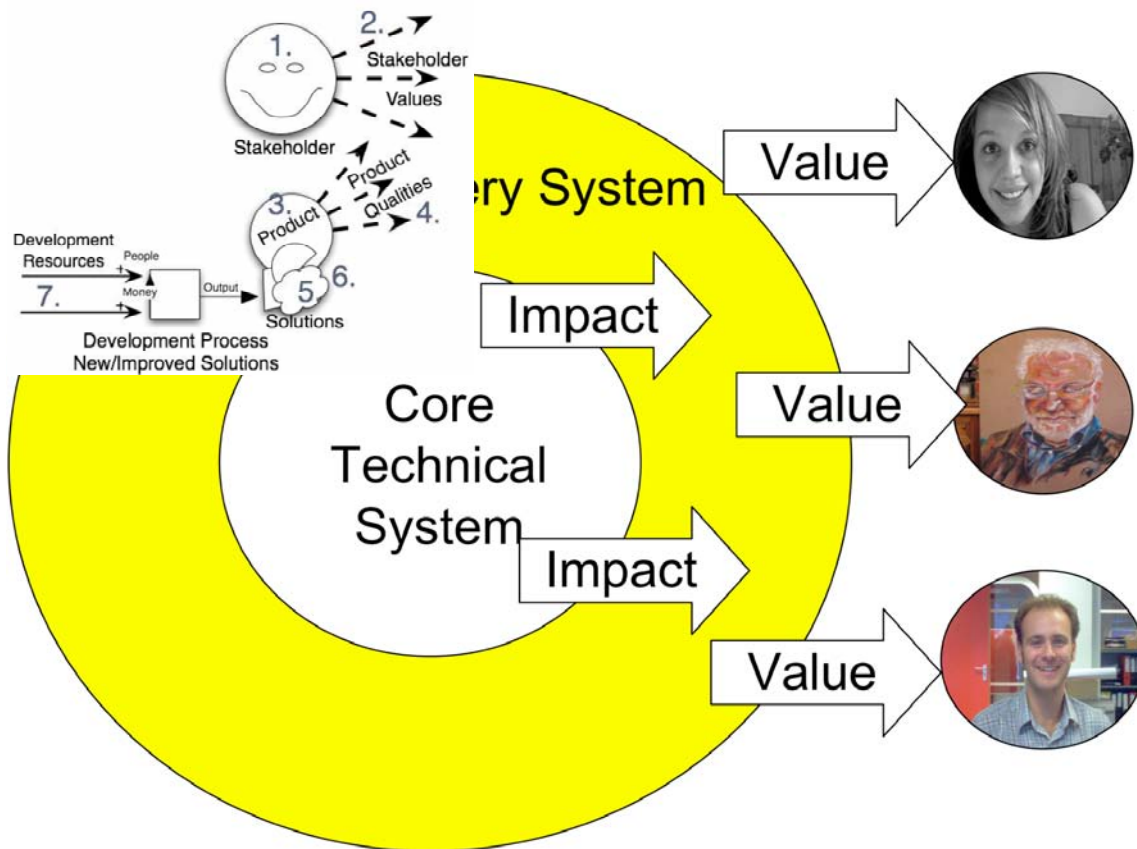 1.
2.
Stakeholder
Values
Stakeholder
Product
Qualities
3.
Product
4.
Development
Resources
People
7.
Money
Output
5
6.
Solutions
Development Process
New/Improved Solutions
ery System
Core
Technical
System
Impact
Impact
Value
Value
Value